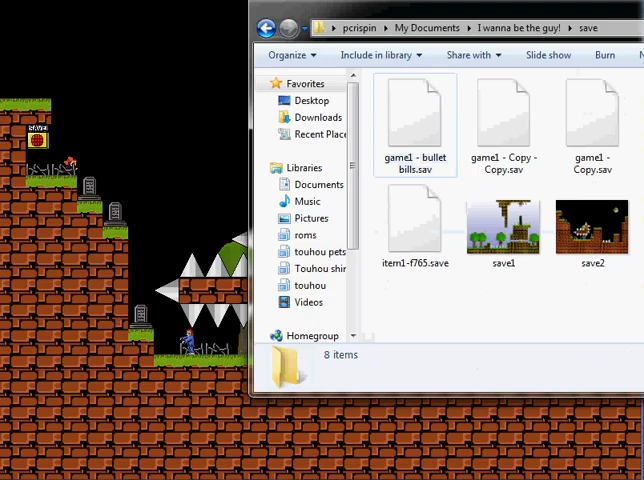 pcrispin
My Documents
I wanna be the guy!
save
Organize
Include in library
Share with
Slide show
Burn
N
Favorites
Desktop
Downloads
Recent Place
Libraries
Documents
Music
Pictures
roms
touhou pets
Touhou shir
touhou
Videos
Homegroup
game1 - bullet
bills.sav
game1 - Copy -
Copy.sav
game1 -
Copy.sav
itern1-f765.save
save1
save2
8 items
SAVE!